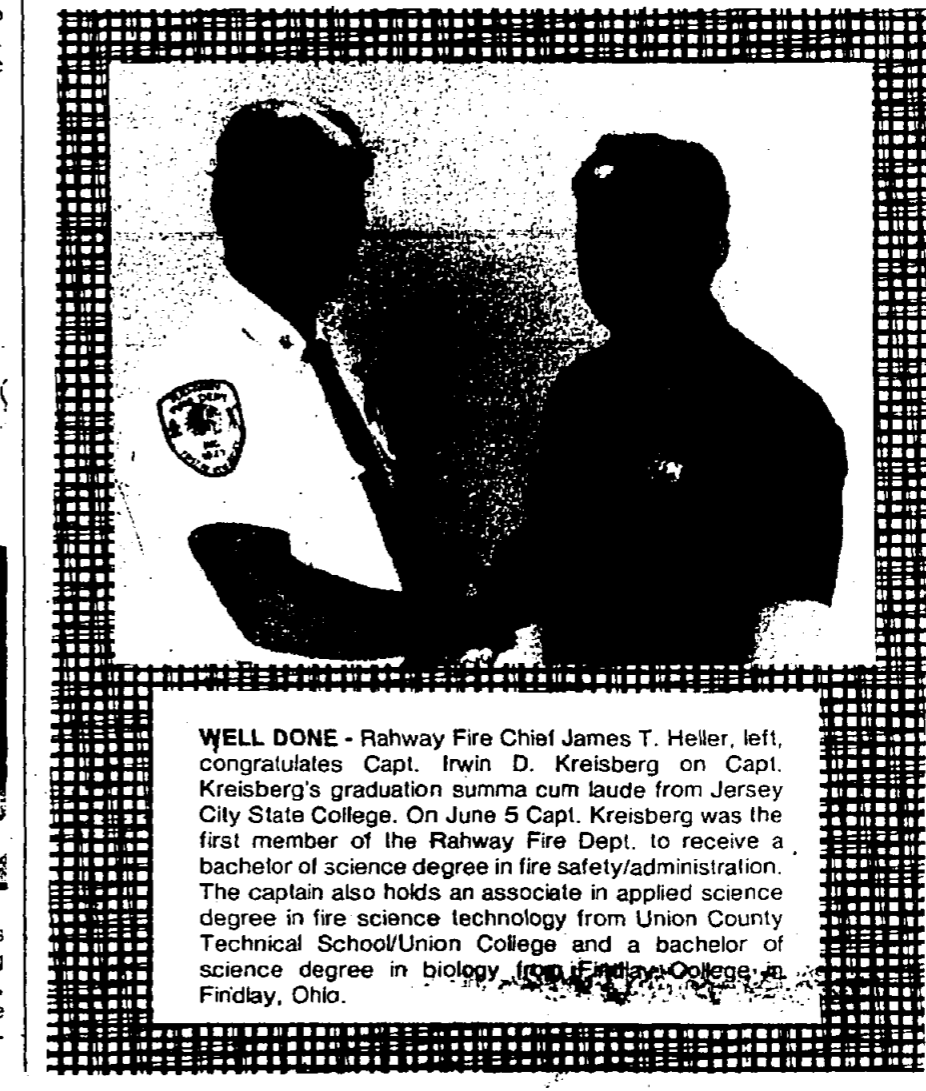 WELL DONE - Rahway Fire Chief James T. Heller, left,
congratulates Capt. Irwin D. Kreisberg on Capt.
Kreisberg's graduation summa cum laude from Jersey
City State College. On June 5 Capt. Kreisberg was the
first member of the Rahway Fire Dept. to receive a
bachelor of science degree in fire safety/administration.
The captain also holds an associate in applied science
degree in fire science technology from Union County
Technical School/Union College and a bachelor of
science degree in biology from Findlay College in
Findlay, Ohio.